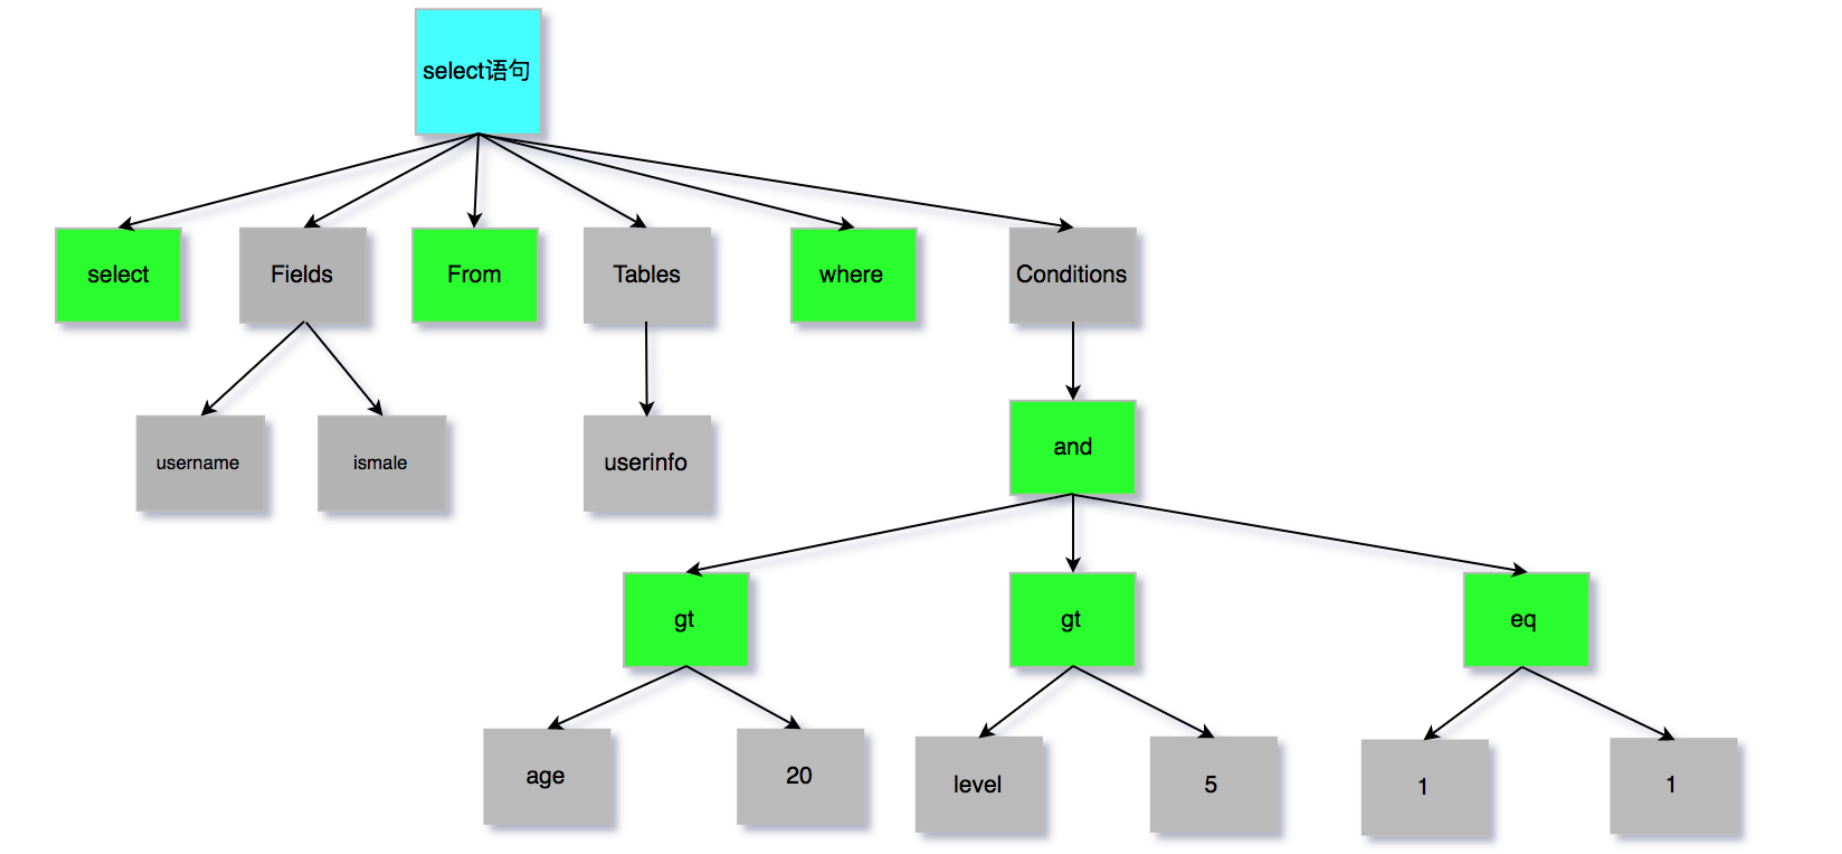 select语句
select
Fields
From
Tables
where
Conditions
username
ismale
userinfo
and
gt
gt
eq
age
20
level
5
1
1